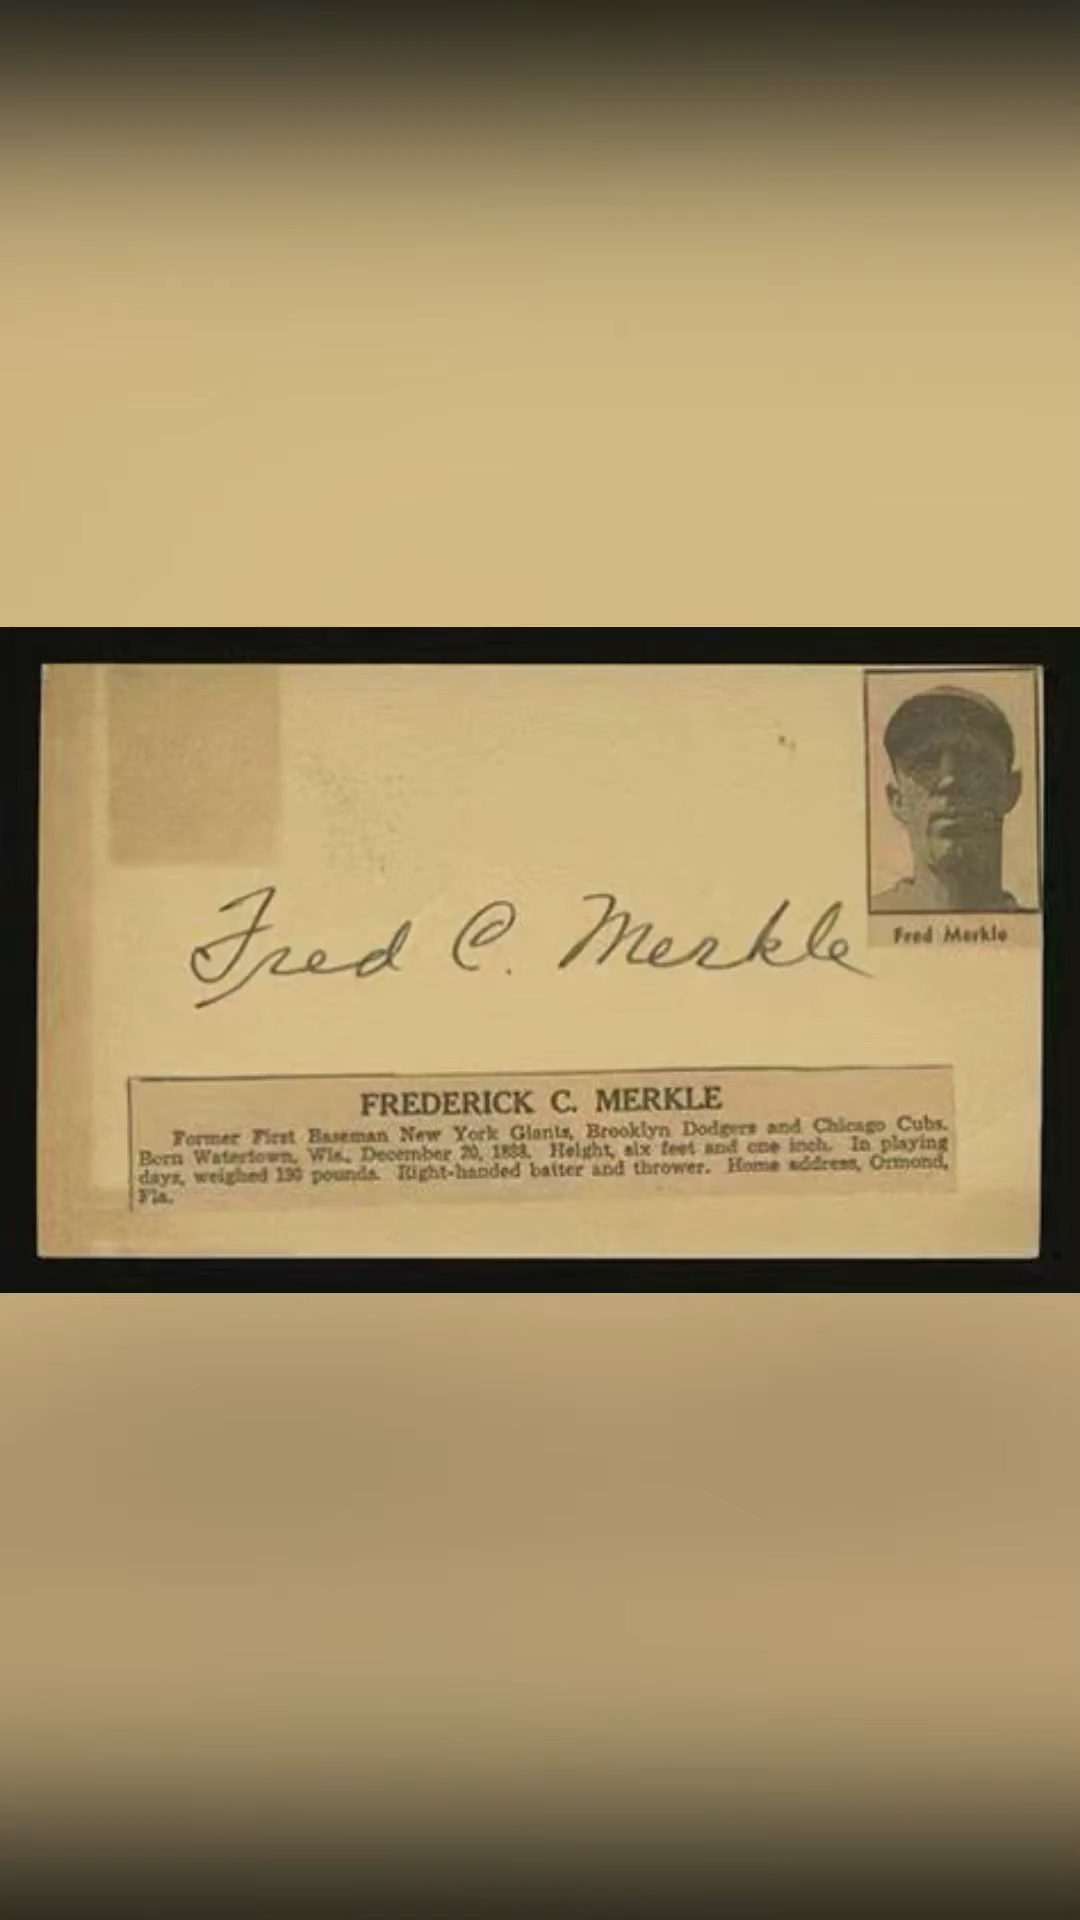 Fred C. Merkle
Fred Merkle
FREDERICK C. MERKLE
Former First Baseman New York Giants, Brooklyn Dodgers and Chicago Cubs.
Born Watertown, Wis., December 20, 1888. Height, six feet and one inch. In playing
days, weighed 190 pounds. Right-handed batter and thrower. Home address, Ormond,
Fla.